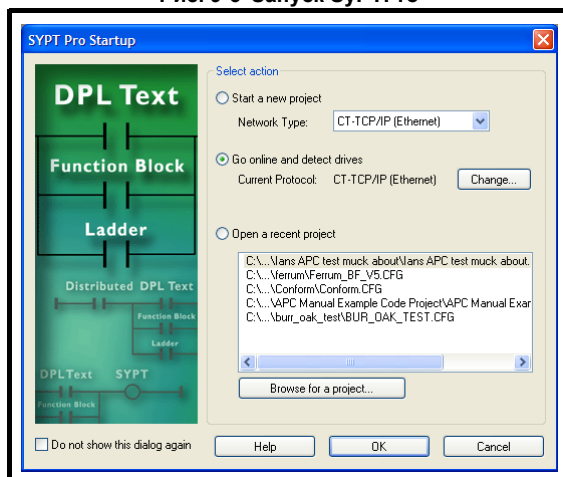 SYPT Pro Startup
DPL Text
Function Block
Ladder
Distributed DPL Text
Function Block
Ladder
DPLText SYPT
Function Block
Select action
Start a new project
Network Type: CT-TCP/IP (Ethernet)
Go online and detect drives
Current Protocol: CT-TCP/IP (Ethernet) Change...
Open a recent project
C:\...\Ians APC test muck about\Ians APC test muck about.
C:\...\ferrum\Ferrum_BF_V5.CFG
C:\...\Conform\Conform.CFG
C:\...\APC Manual Example Code Project\APC Manual Exar
C:\...\burr_oak_test\BUR_OAK_TEST.CFG
Browse for a project...
Do not show this dialog again
Help OK Cancel